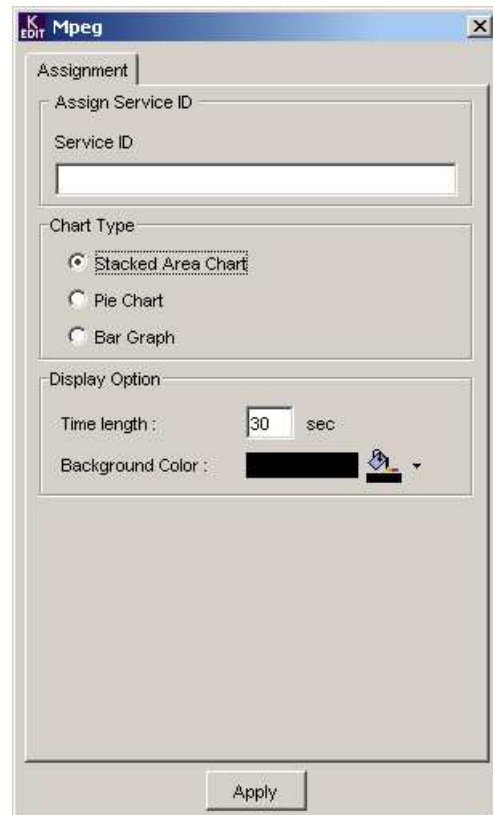 K
EDIT
Mpeg
Assignment
Assign Service ID
Service ID
Chart Type
Stacked Area Chart
Pie Chart
Bar Graph
Display Option
Time length : 30 sec
Background Color :
Apply